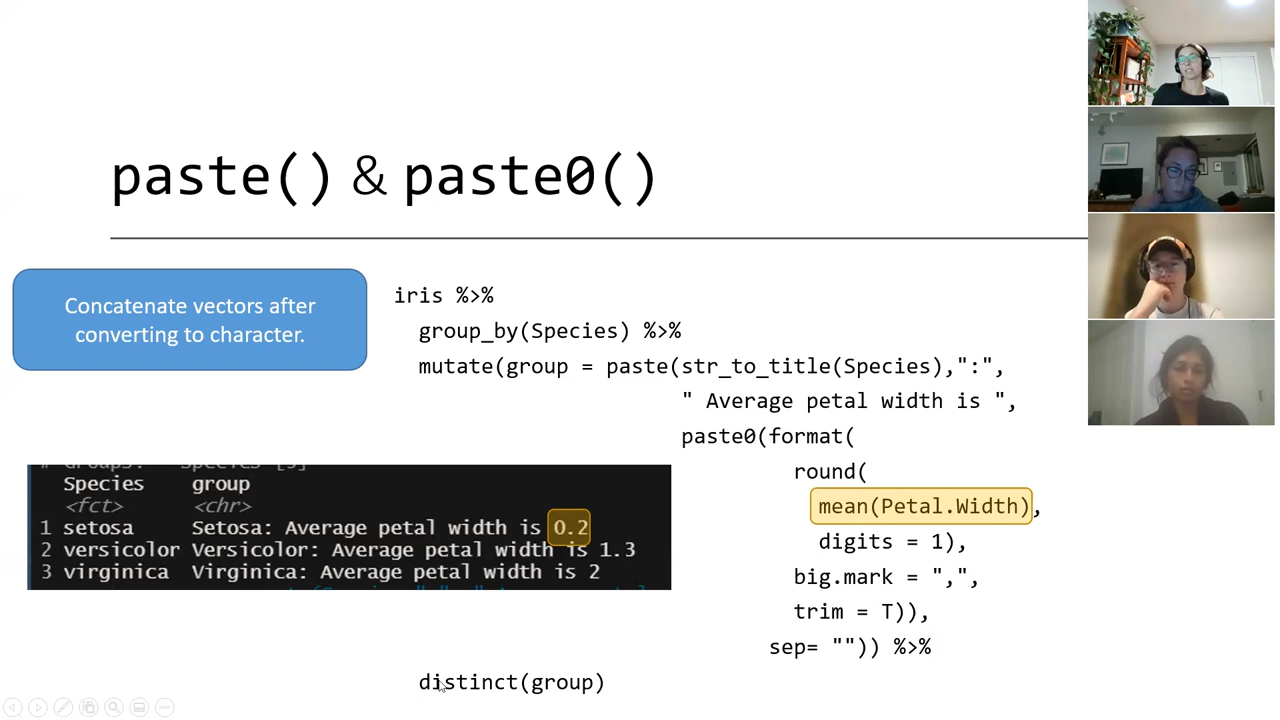 paste() & paste0()
Concatenate vectors after
converting to character.
iris %>%
group_by(Species) %>%
mutate(group = paste(str_to_title(Species),":",
" Average petal width is ",
paste0(format(
round(
mean(Petal.Width),
digits = 1),
big.mark = ",",
trim = T)),
sep= "")) %>%
distinct(group)
Species group
<fct> <chr>
1 setosa Setosa: Average petal width is 0.2
2 versicolor Versicolor: Average petal width is 1.3
3 virginica Virginica: Average petal width is 2